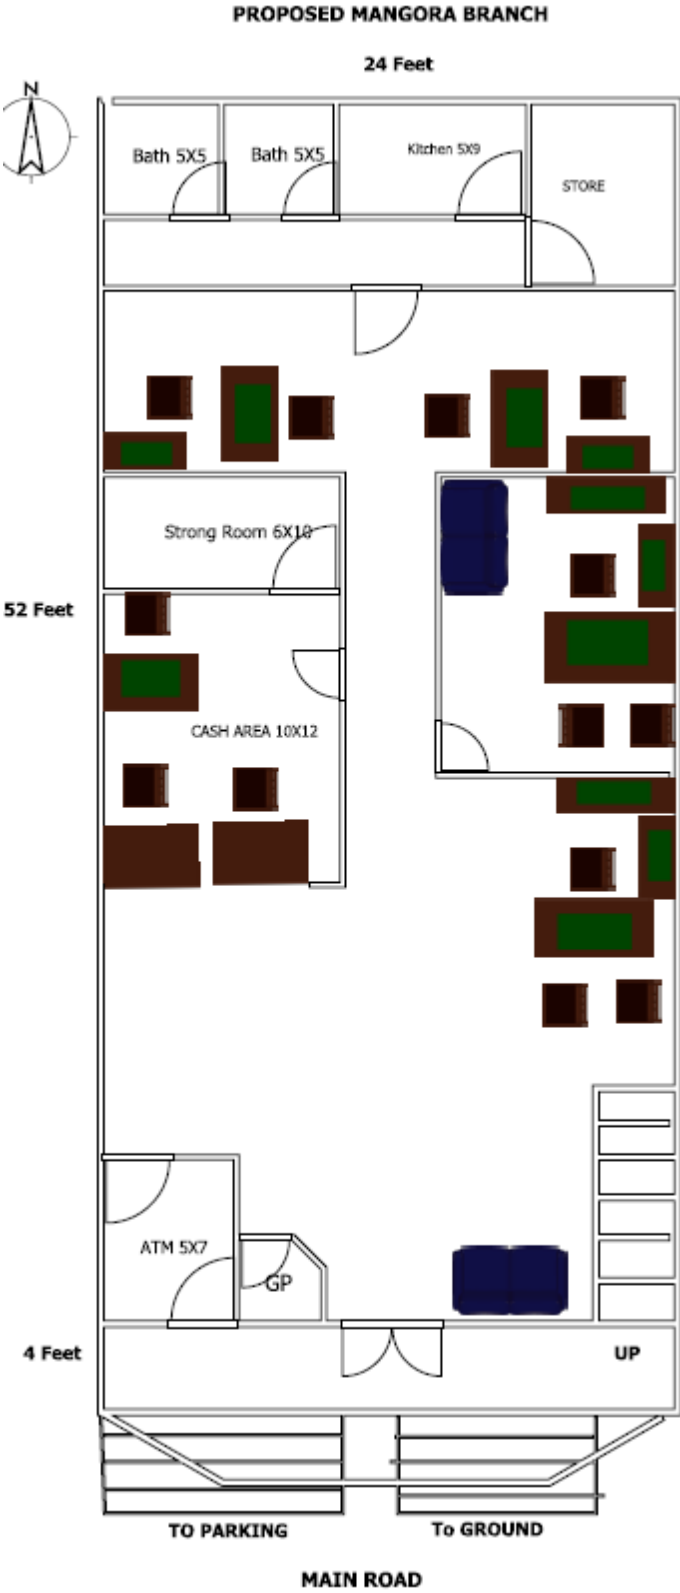 PROPOSED MANGORA BRANCH
24 Feet
N
Bath 5X5
Bath 5X5
Kitchen 5X9
STORE
Strong Room 6X10
52 Feet
CASH AREA 10X12
ATM 5X7
GP
4 Feet
UP
TO PARKING
To GROUND
MAIN ROAD